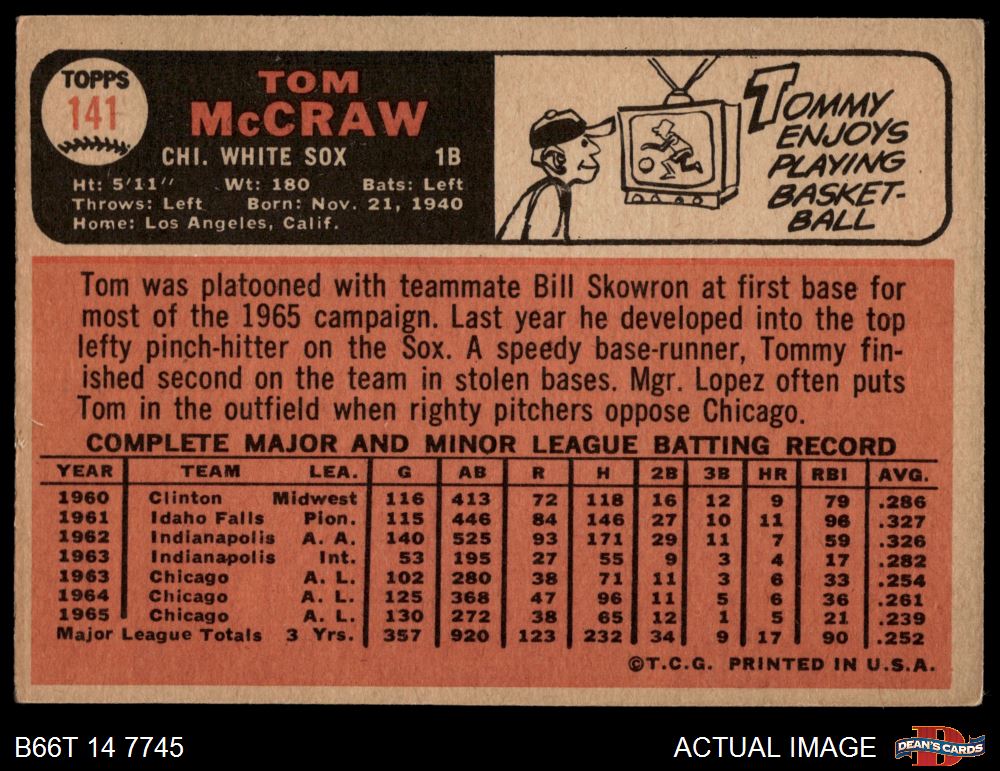 TOPPS
141
TOM
McCRAW
CHI. WHITE SOX 1B
Ht: 5'11" Wt: 180 Bats: Left
Throws: Left Born: Nov. 21, 1940
Home: Los Angeles, Calif.
TOMMY
ENJOYS
PLAYING
BASKET-
BALL
Tom was platooned with teammate Bill Skowron at first base for
most of the 1965 campaign. Last year he developed into the top
lefty pinch-hitter on the Sox. A speedy base-runner, Tommy fin-
ished second on the team in stolen bases. Mgr. Lopez often puts
Tom in the outfield when righty pitchers oppose Chicago.
COMPLETE MAJOR AND MINOR LEAGUE BATTING RECORD
YEAR TEAM LEA. G AB R H 2B 3B HR RBI AVG.
1960 Clinton Midwest 116 413 72 118 16 12 9 79 .286
1961 Idaho Falls Pion. 115 446 84 146 27 10 11 96 .327
1962 Indianapolis A. A. 140 525 93 171 29 11 7 59 .326
1963 Indianapolis Int. 53 195 27 55 9 3 4 17 .282
1963 Chicago A. L. 102 280 38 71 11 3 6 33 .254
1964 Chicago A. L. 125 368 47 96 11 5 6 36 .261
1965 Chicago A. L. 130 272 38 65 12 1 5 21 .239
Major League Totals 3 Yrs. 357 920 123 232 34 9 17 90 .252
©T.C.G. PRINTED IN U.S.A.
B66T 14 7745
ACTUAL IMAGE
D
DEAN'S CARDS